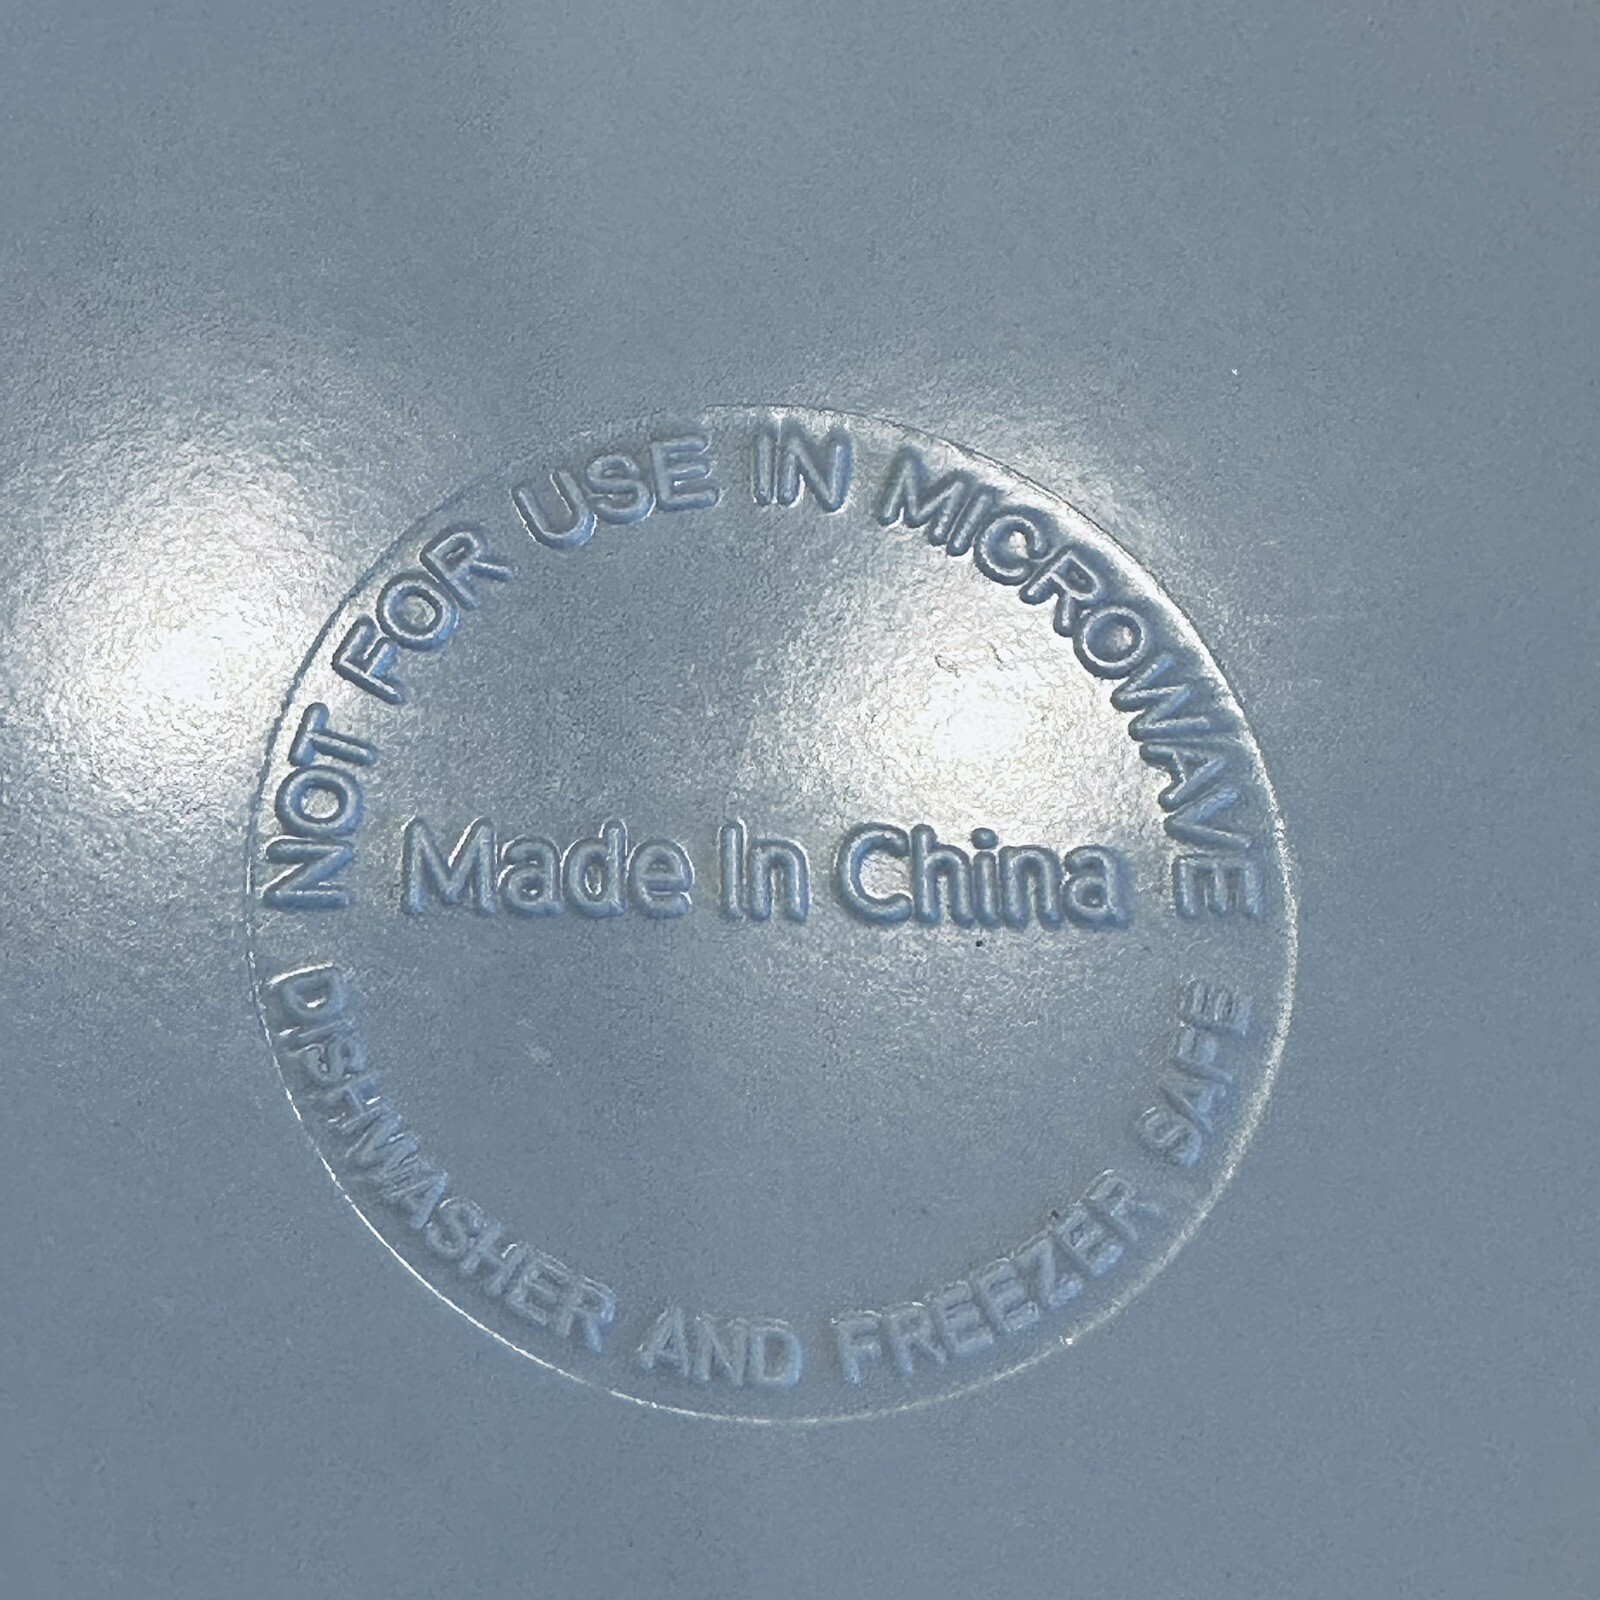 NOT FOR USE IN MICROWAVE
Made In China
DISHWASHER AND FREEZER SAFE